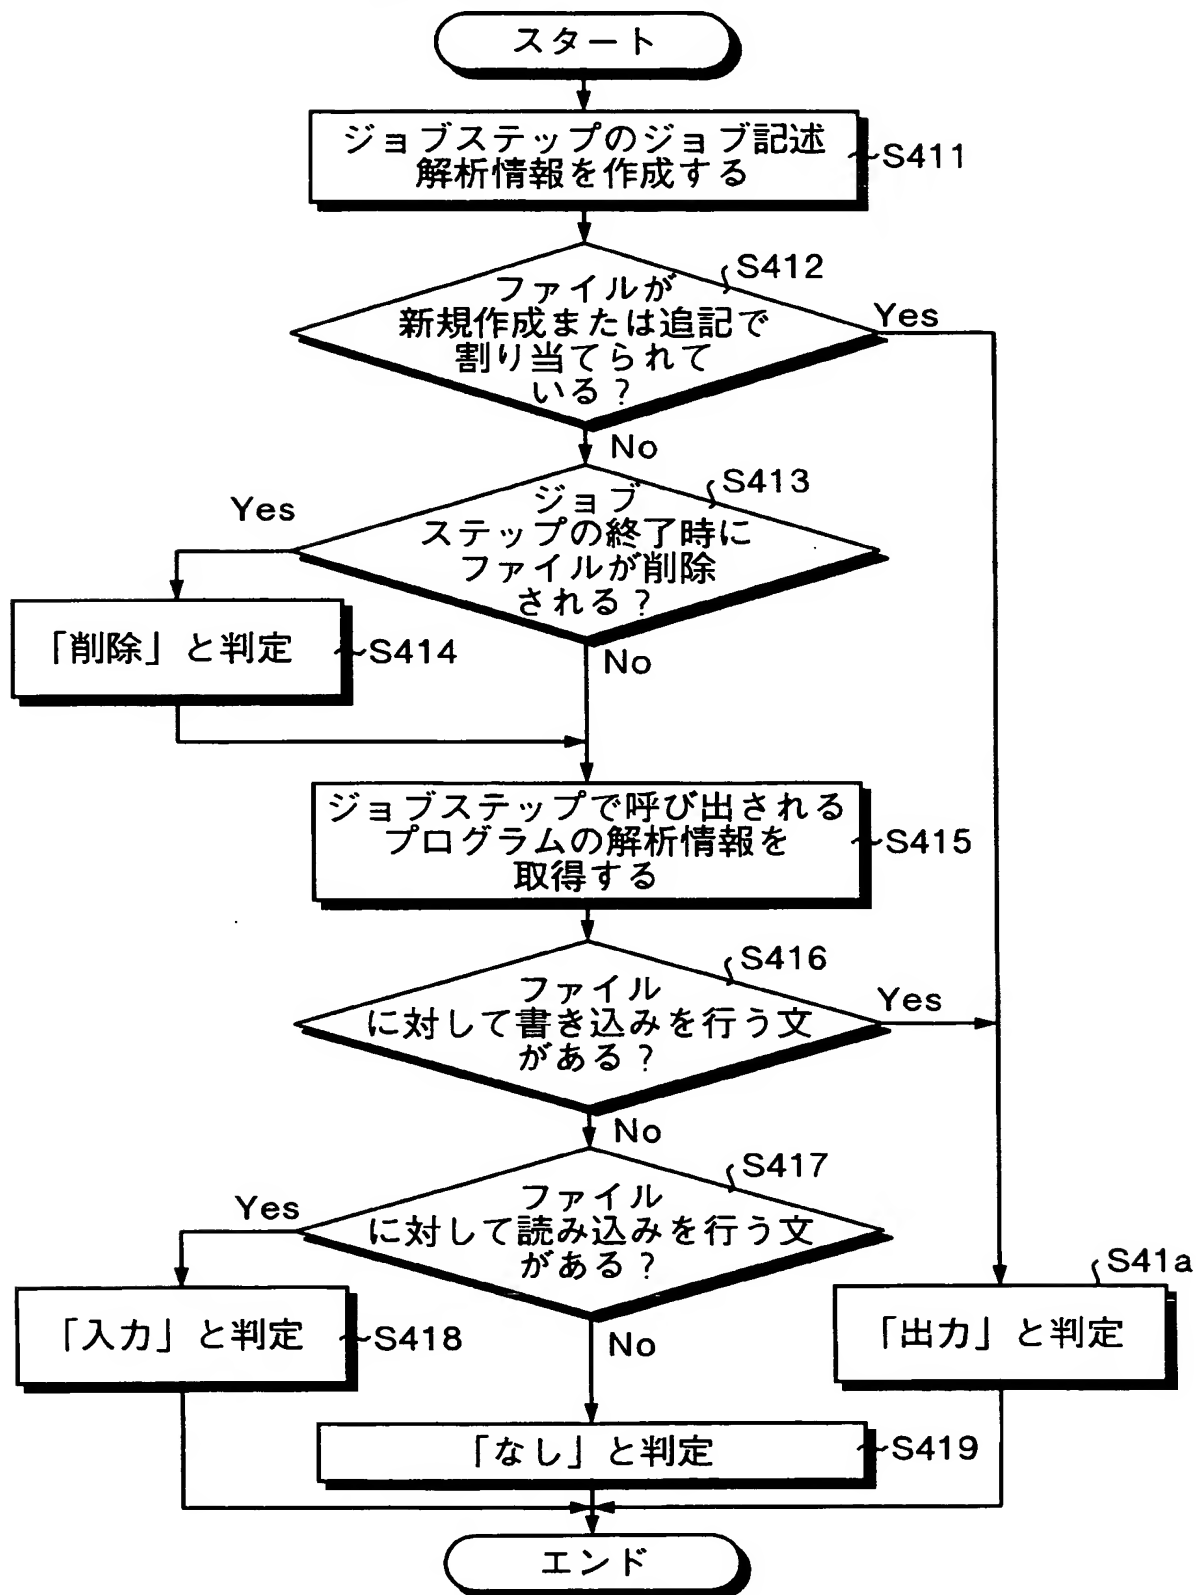 スタート
ジョブステップのジョブ記述
解析情報を作成する
S411
S412
ファイルが
新規作成または追記で
割り当てられて
いる?
Yes
No
S413
ジョブ
ステップの終了時に
ファイルが削除
される?
Yes
No
「削除」と判定
S414
ジョブステップで呼び出される
プログラムの解析情報を
取得する
S415
S416
ファイル
に対して書き込みを行う文
がある?
Yes
No
S417
ファイル
に対して読み込みを行う文
がある?
Yes
No
「入力」と判定
S418
S41a
「出力」と判定
「なし」と判定
S419
エンド